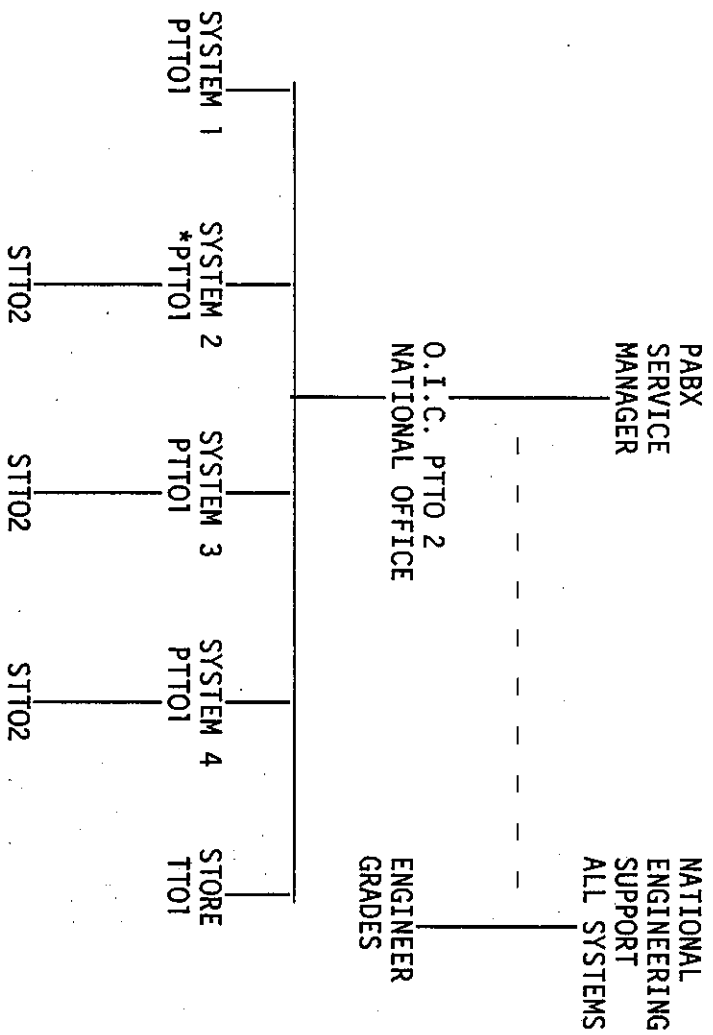 PABX
SERVICE
MANAGER
NATIONAL
ENGINEERING
SUPPORT
ALL SYSTEMS
O.I.C. PTTO 2
NATIONAL OFFICE
ENGINEER
GRADES
SYSTEM 1
PTTO1
SYSTEM 2
*PTTO1
SYSTEM 3
PTTO1
SYSTEM 4
PTTO1
STORE
TTO1
STTO2
STTO2
STTO2